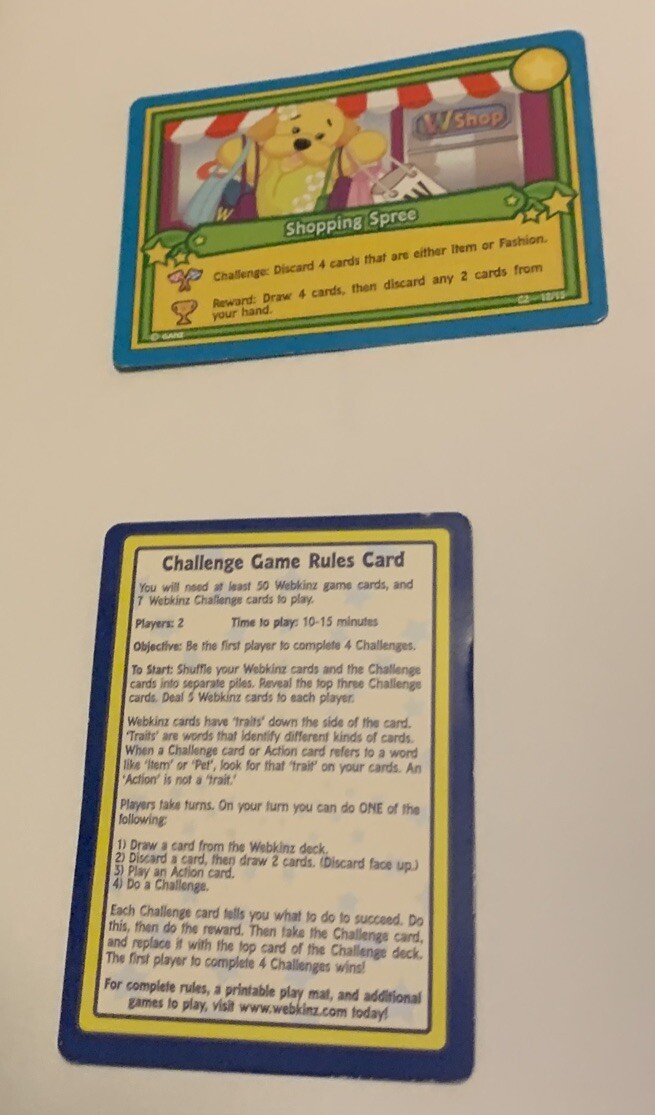 W Shop
W
W
Shopping Spree
Challenge: Discard 4 cards that are either Item or Fashion.
Reward: Draw 4 cards, then discard any 2 cards from
your hand.
© GANZ
Challenge Game Rules Card
You will need at least 50 Webkinz game cards, and
7 Webkinz Challenge cards to play.
Players: 2 Time to play: 10-15 minutes
Objective: Be the first player to complete 4 Challenges.
To Start: Shuffle your Webkinz cards and the Challenge
cards into separate piles. Reveal the top three Challenge
cards. Deal 5 Webkinz cards to each player.
Webkinz cards have 'traits' down the side of the card.
'Traits' are words that identify different kinds of cards.
When a Challenge card or Action card refers to a word
like 'Item' or 'Pet', look for that 'trait' on your cards. An
'Action' is not a 'trait.'
Players take turns. On your turn you can do ONE of the
following:
1) Draw a card from the Webkinz deck.
2) Discard a card, then draw 2 cards. (Discard face up.)
3) Play an Action card.
4) Do a Challenge.
Each Challenge card tells you what to do to succeed. Do
this, then do the reward. Then take the Challenge card,
and replace it with the top card of the Challenge deck.
The first player to complete 4 Challenges wins!
For complete rules, a printable play mat, and additional
games to play, visit www.webkinz.com today!